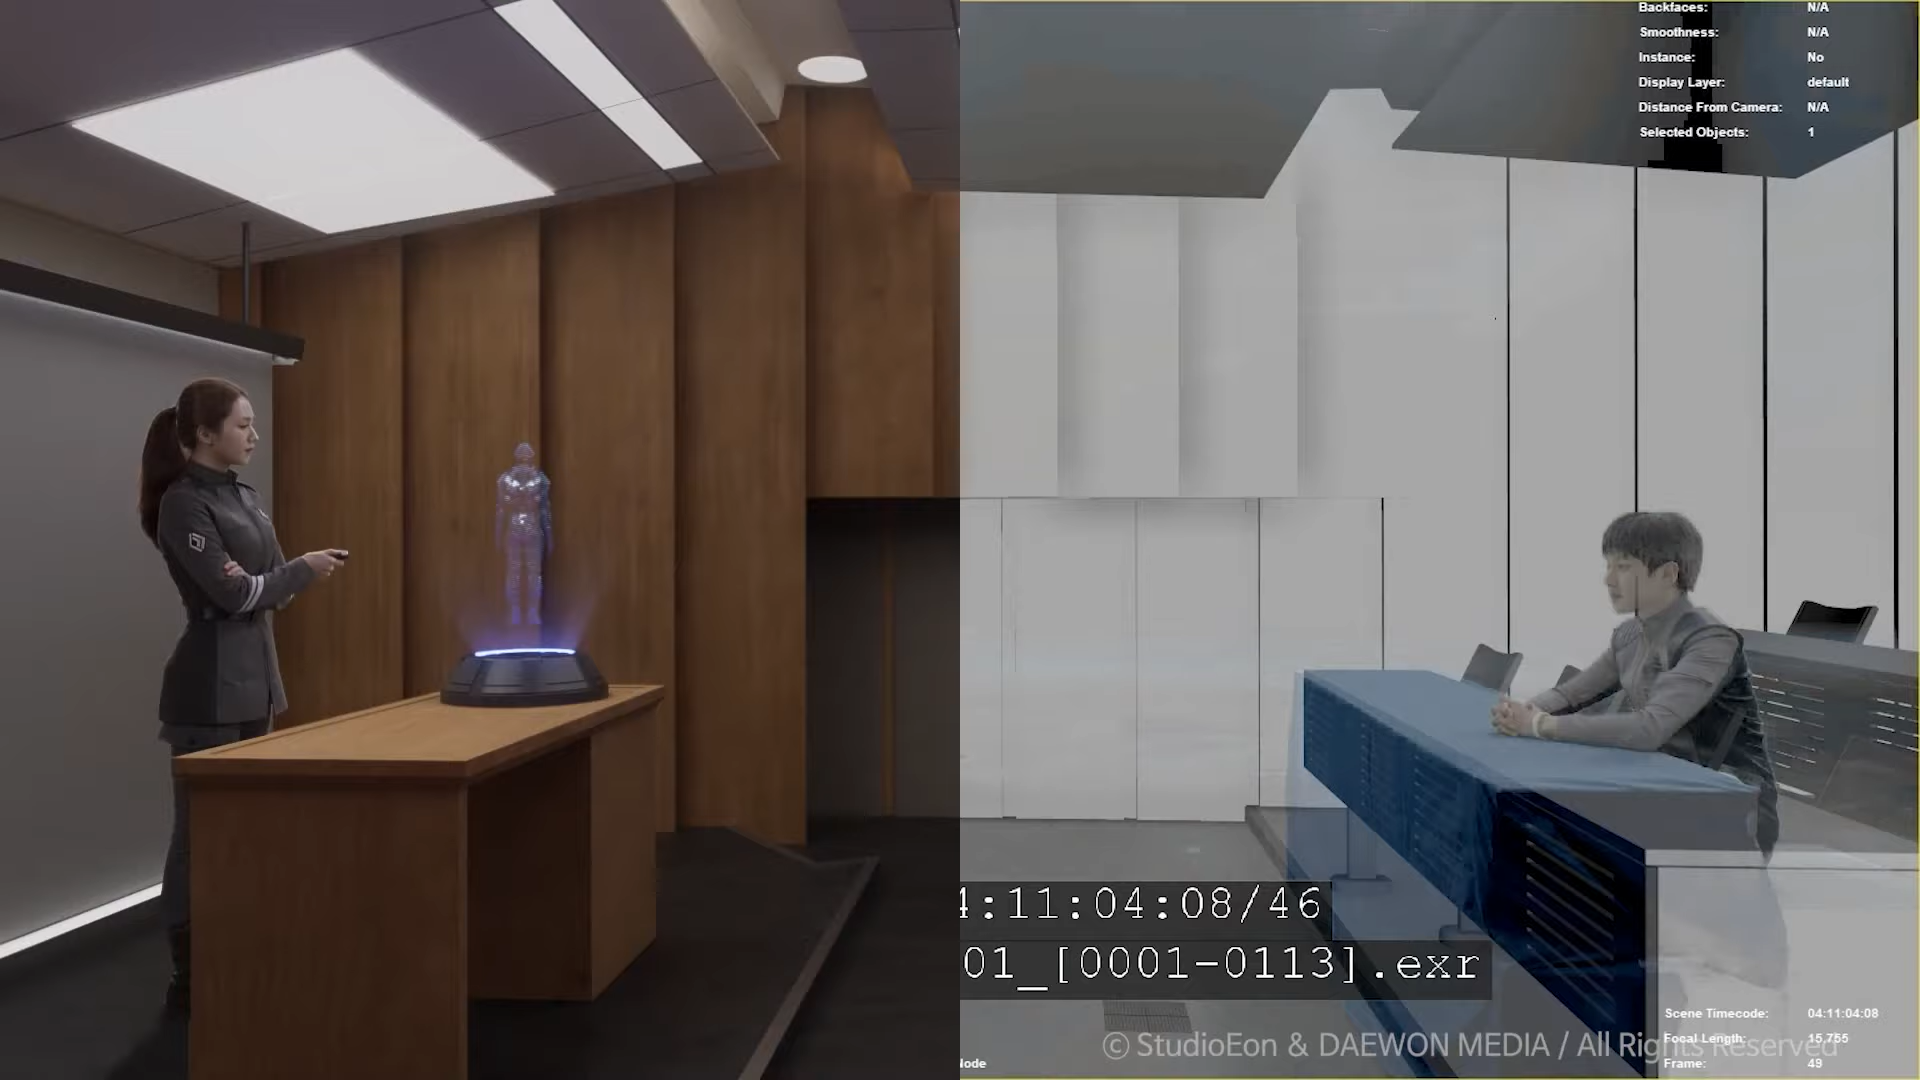 Backfaces: N/A
Smoothness: N/A
Instance: No
Display Layer: default
Distance From Camera: N/A
Selected Objects: 1
4:11:04:08/46
01_[0001-0113].exr
Scene Timecode: 04:11:04:08
© StudioEon & DAEWON MEDIA / All Rights Reserved
Focal Length: 15.755
Node
Frame: 49